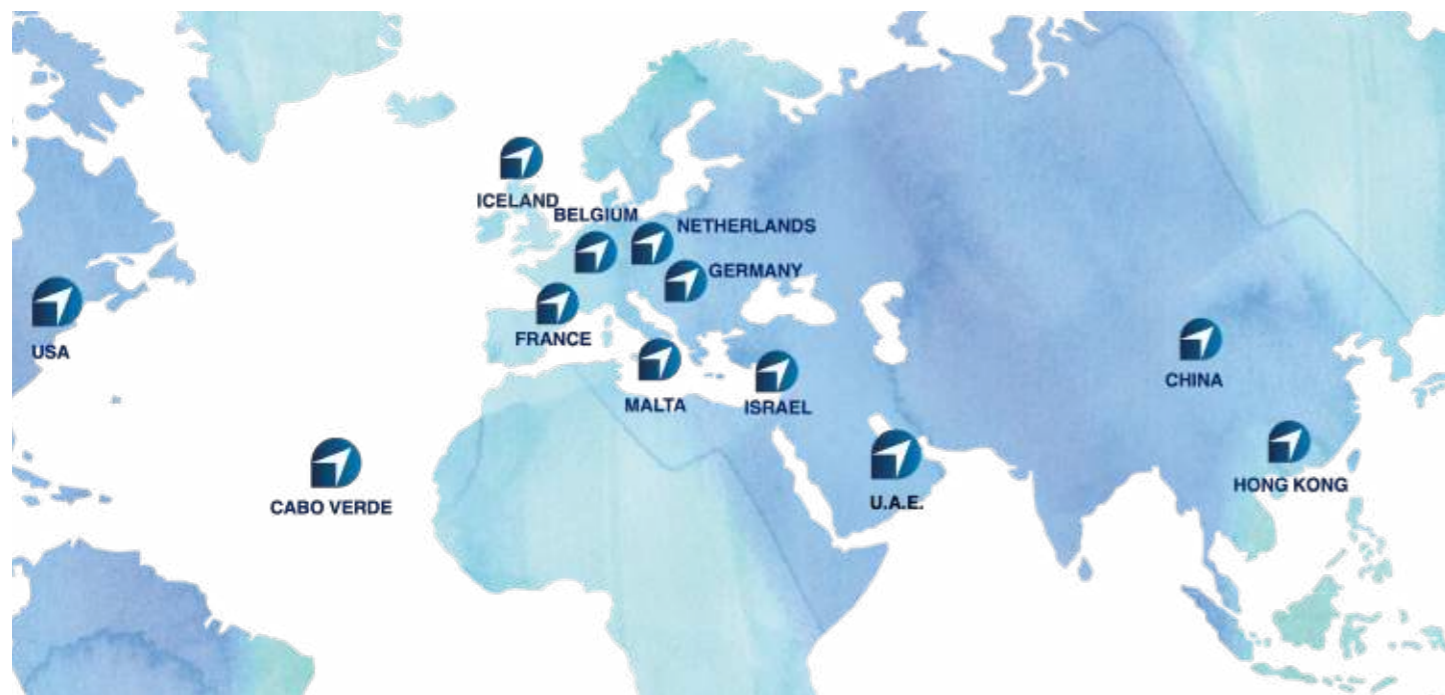 ICELAND
BELGIUM
NETHERLANDS
GERMANY
USA
FRANCE
MALTA
ISRAEL
CHINA
CABO VERDE
U.A.E.
HONG KONG